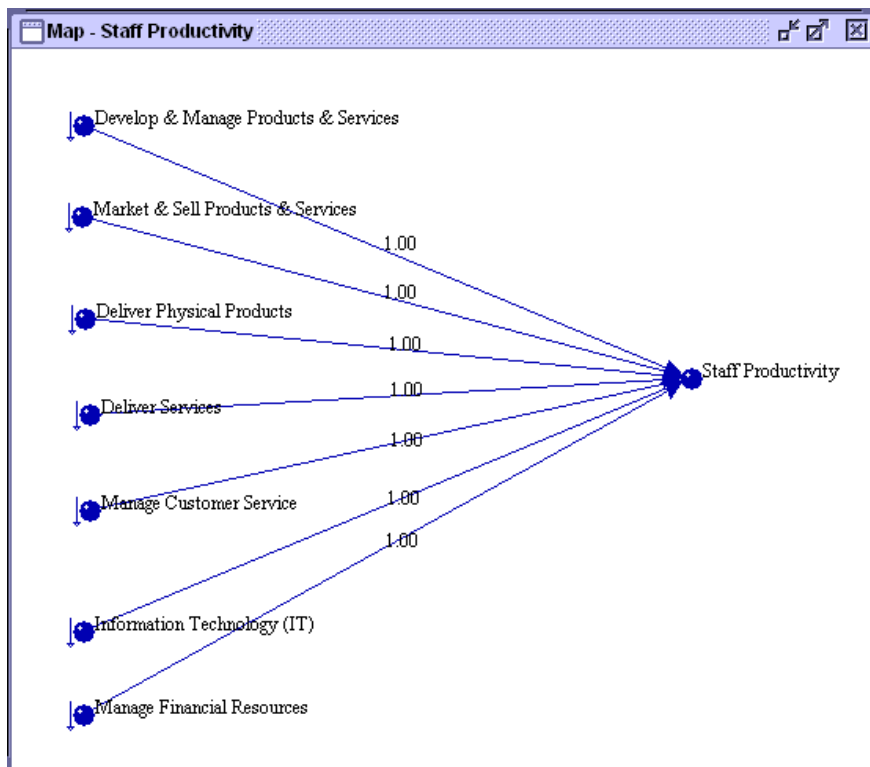 Map - Staff Productivity
Develop & Manage Products & Services
Market & Sell Products & Services
1.00
1.00
Deliver Physical Products
1.00
Staff Productivity
1.00
Deliver Services
1.00
Manage Customer Service
1.00
1.00
Information Technology (IT)
Manage Financial Resources